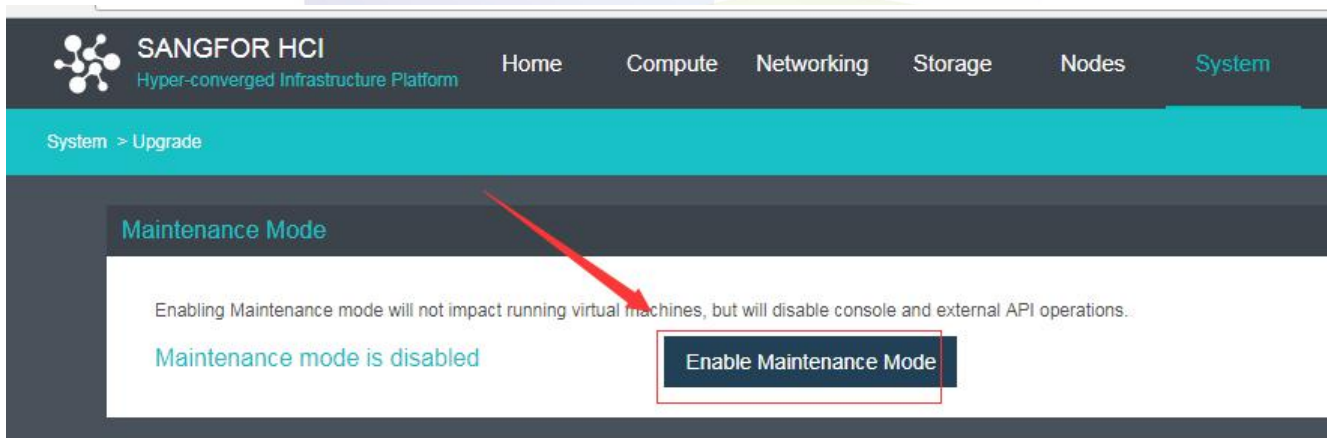 SANGFOR HCI
Hyper-converged Infrastructure Platform
Home Compute Networking Storage Nodes System
System > Upgrade
Maintenance Mode
Enabling Maintenance mode will not impact running virtual machines, but will disable console and external API operations.
Maintenance mode is disabled Enable Maintenance Mode